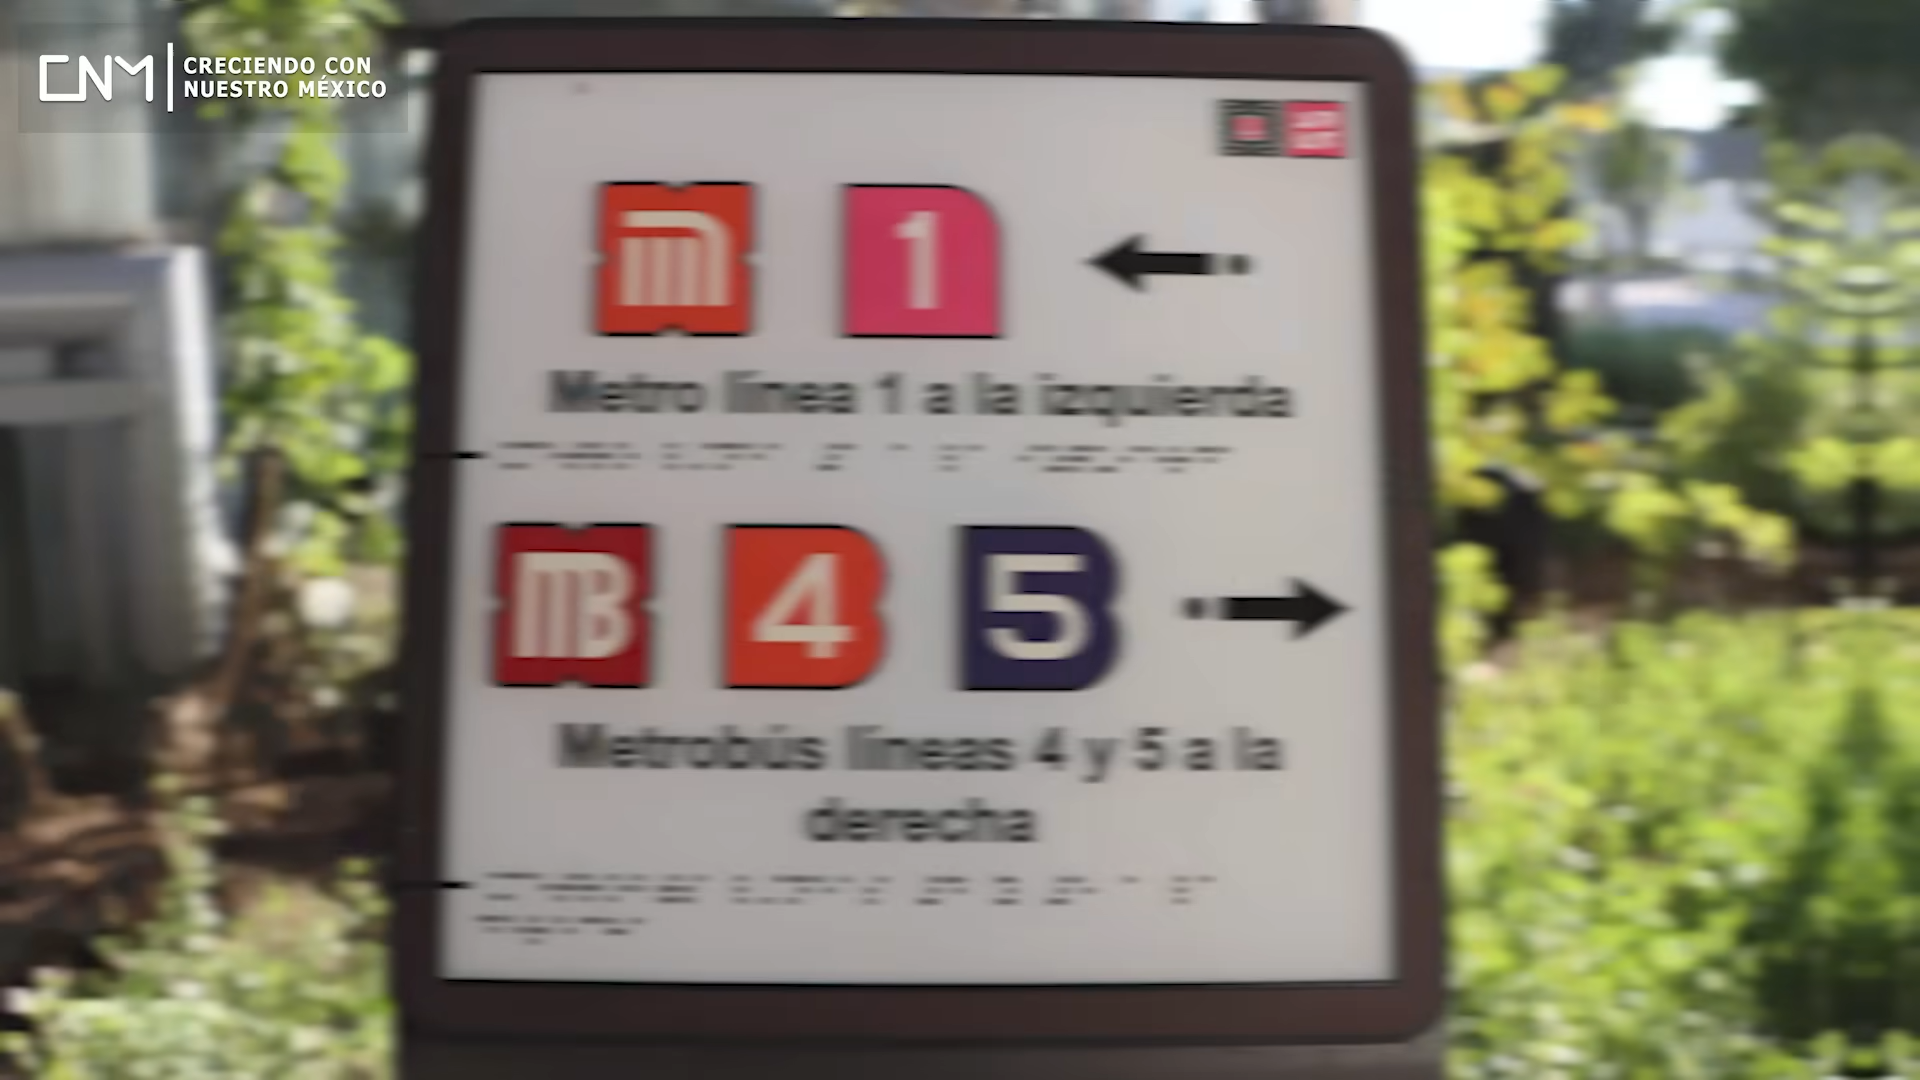 CNM
CRECIENDO CON
NUESTRO MÉXICO
1
Metro línea 1 a la izquierda
MB 4 5
Metrobús líneas 4 y 5 a la
derecha